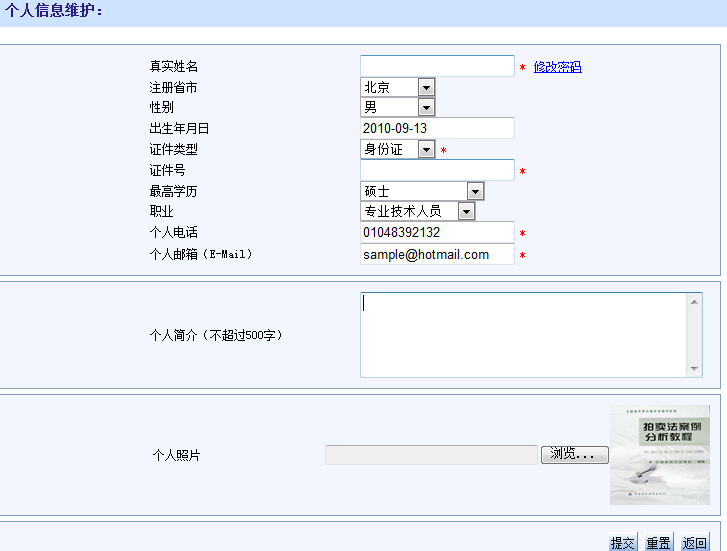 个人信息维护：
真实姓名 * 修改密码
注册省市 北京
性别 男
出生年月日 2010-09-13
证件类型 身份证 *
证件号 *
最高学历 硕士
职业 专业技术人员
个人电话 01048392132 *
个人邮箱（E-Mail） sample@hotmail.com *
个人简介（不超过500字）
拍卖法案例
分析教程
个人照片 浏览...
提交 重置 返回